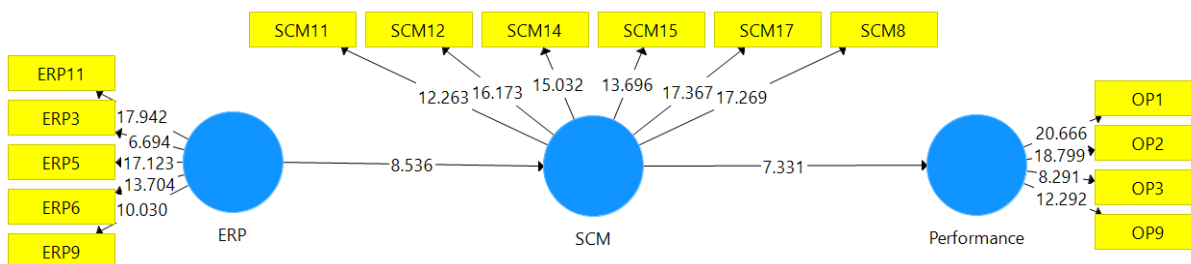 SCM11 SCM12 SCM14 SCM15 SCM17 SCM8
12.263 16.173 15.032 13.696 17.367 17.269
ERP11
ERP3
ERP5
ERP6
ERP9
17.942
6.694
17.123
13.704
10.030
ERP
8.536
SCM
7.331
Performance
20.666
18.799
8.291
12.292
OP1
OP2
OP3
OP9